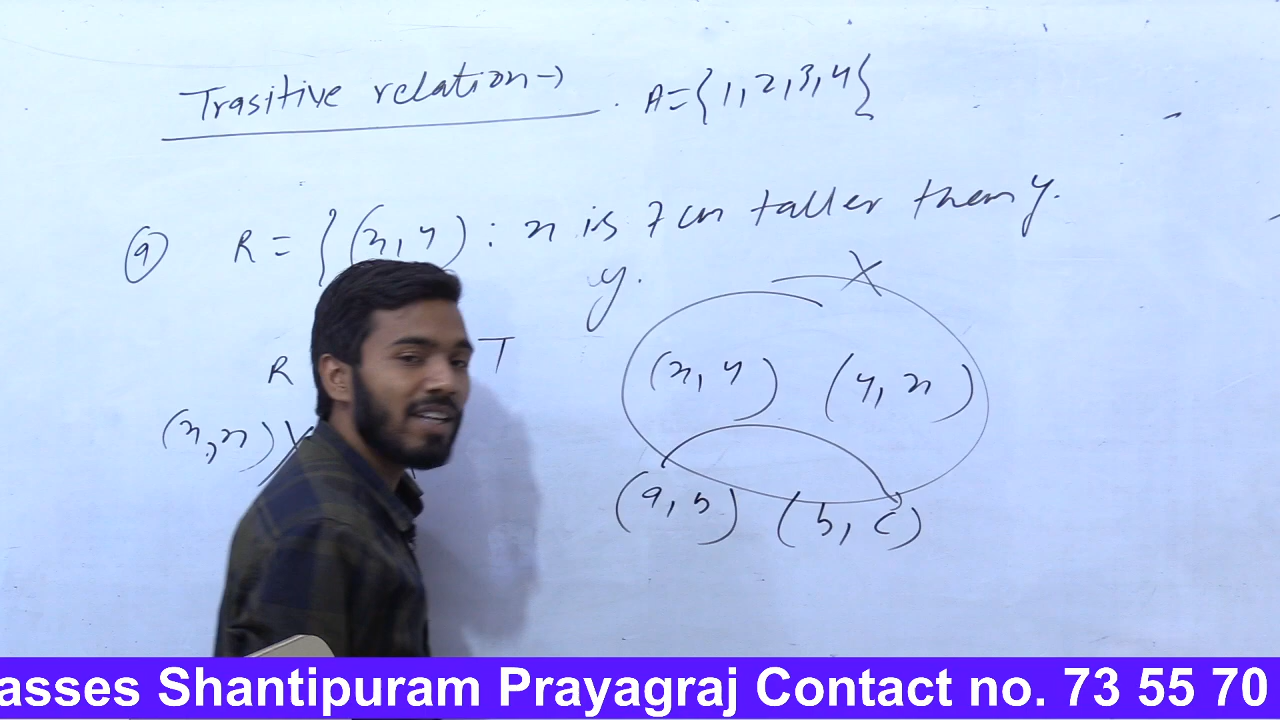 Trasitive relation→ A={1,2,3,4}
(9) R = {(x,y) : x is 7 cm taller them y.
y.
R T
(x,x) X
(x,y) (y,x)
(a,b) (b,c)
asses Shantipuram Prayagraj Contact no. 73 55 70